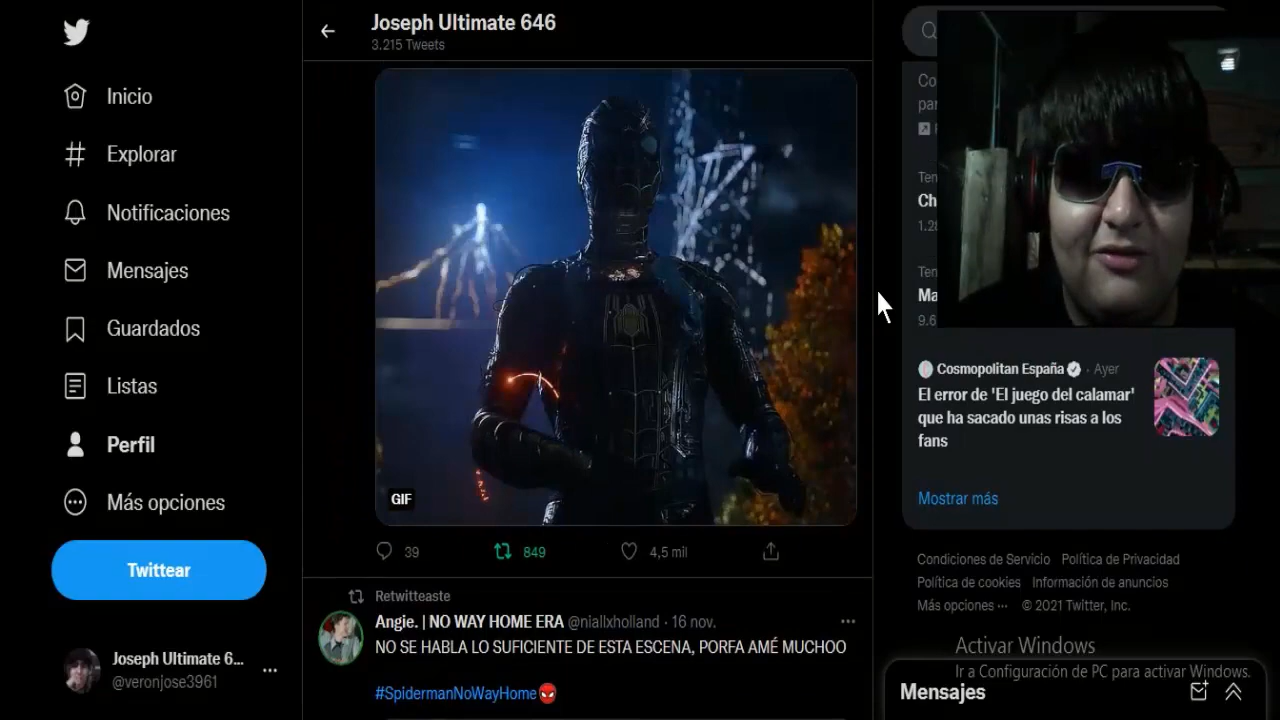 Inicio
Explorar
Notificaciones
Mensajes
Guardados
Listas
Perfil
Más opciones
Twittear
Joseph Ultimate 6...
@veronjose3961
Joseph Ultimate 646
3.215 Tweets
GIF
39
849
4,5 mil
Retwitteaste
Angie. | NO WAY HOME ERA @niallxholland · 16 nov.
NO SE HABLA LO SUFICIENTE DE ESTA ESCENA, PORFA AMÉ MUCHOO
#SpidermanNoWayHome
Cosmopolitan España · Ayer
El error de 'El juego del calamar'
que ha sacado unas risas a los
fans
Mostrar más
Condiciones de Servicio Política de Privacidad
Política de cookies Información de anuncios
Más opciones ··· © 2021 Twitter, Inc.
Activar Windows
Ir a Configuración de PC para activar Windows.
Mensajes